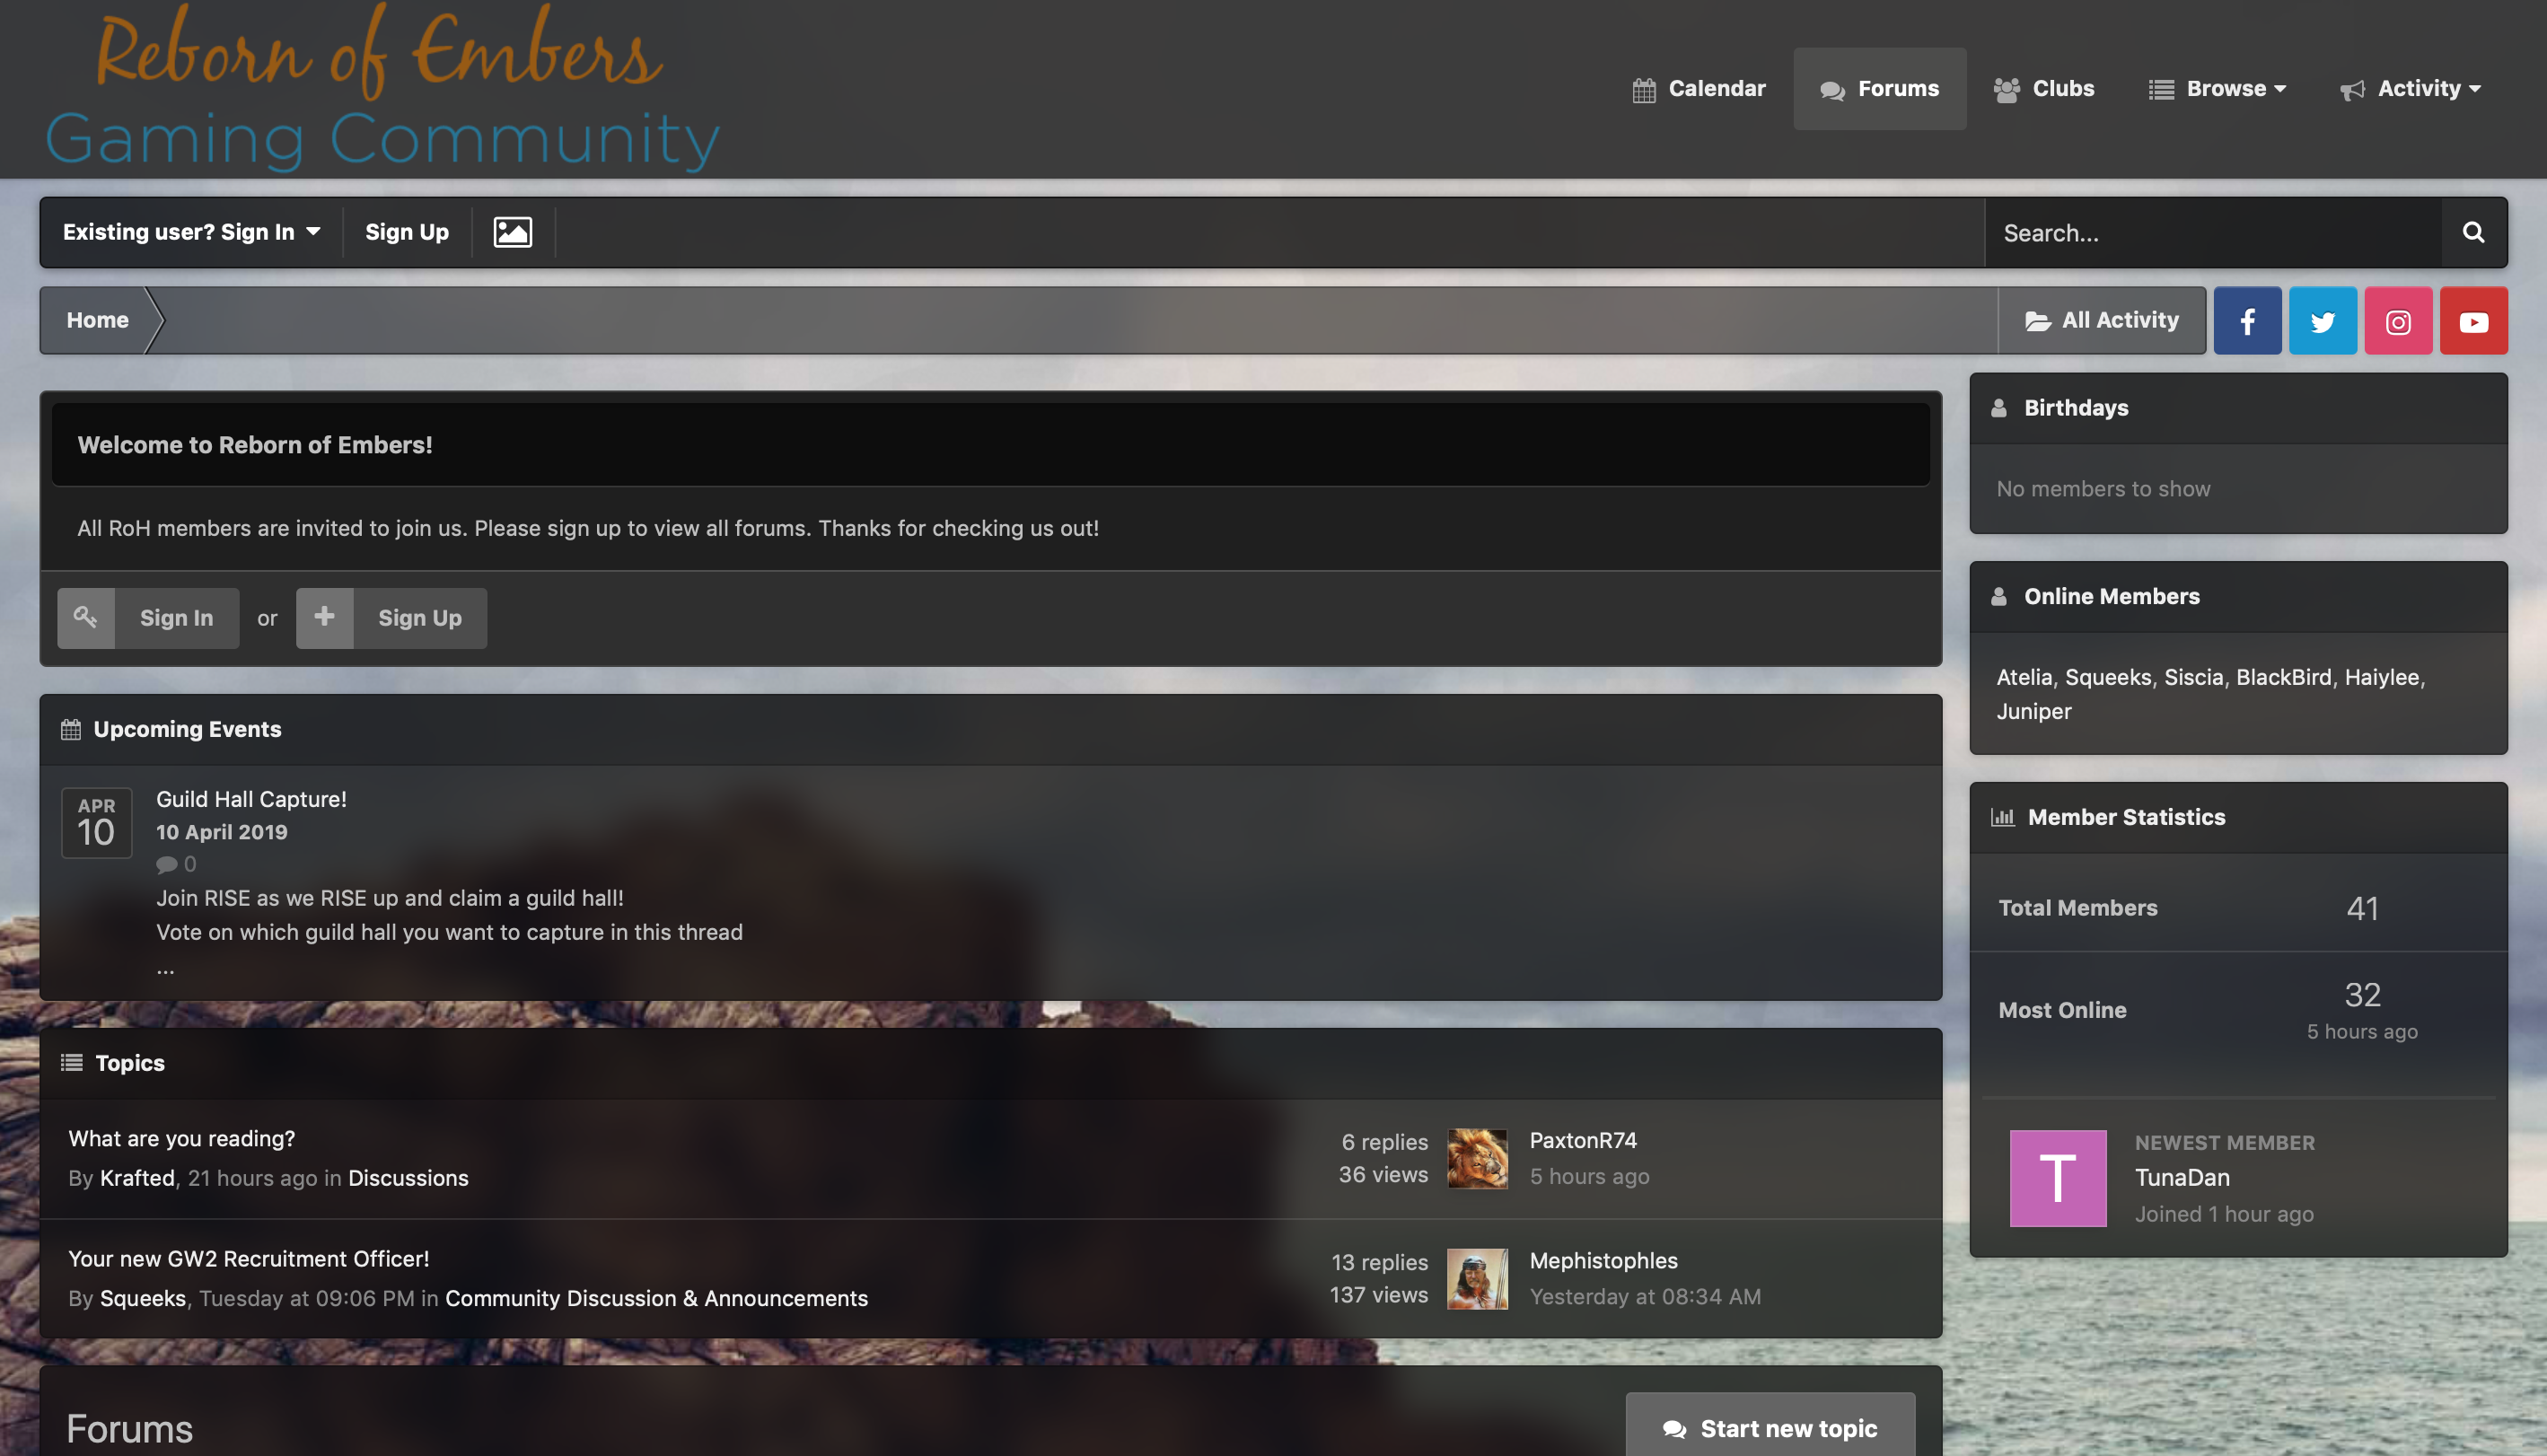 Reborn of Embers
Gaming Community
Calendar
Forums
Clubs
Browse
Activity
Existing user? Sign In
Sign Up
Search...
Home
All Activity
Welcome to Reborn of Embers!
All RoH members are invited to join us. Please sign up to view all forums. Thanks for checking us out!
Sign In
or
Sign Up
Upcoming Events
APR
10
Guild Hall Capture!
10 April 2019
0
Join RISE as we RISE up and claim a guild hall!
Vote on which guild hall you want to capture in this thread
...
Topics
What are you reading?
By Krafted, 21 hours ago in Discussions
6 replies
36 views
PaxtonR74
5 hours ago
Your new GW2 Recruitment Officer!
By Squeeks, Tuesday at 09:06 PM in Community Discussion & Announcements
13 replies
137 views
Mephistophles
Yesterday at 08:34 AM
Forums
Start new topic
Birthdays
No members to show
Online Members
Atelia, Squeeks, Siscia, BlackBird, Haiylee,
Juniper
Member Statistics
Total Members
41
Most Online
32
5 hours ago
T
NEWEST MEMBER
TunaDan
Joined 1 hour ago